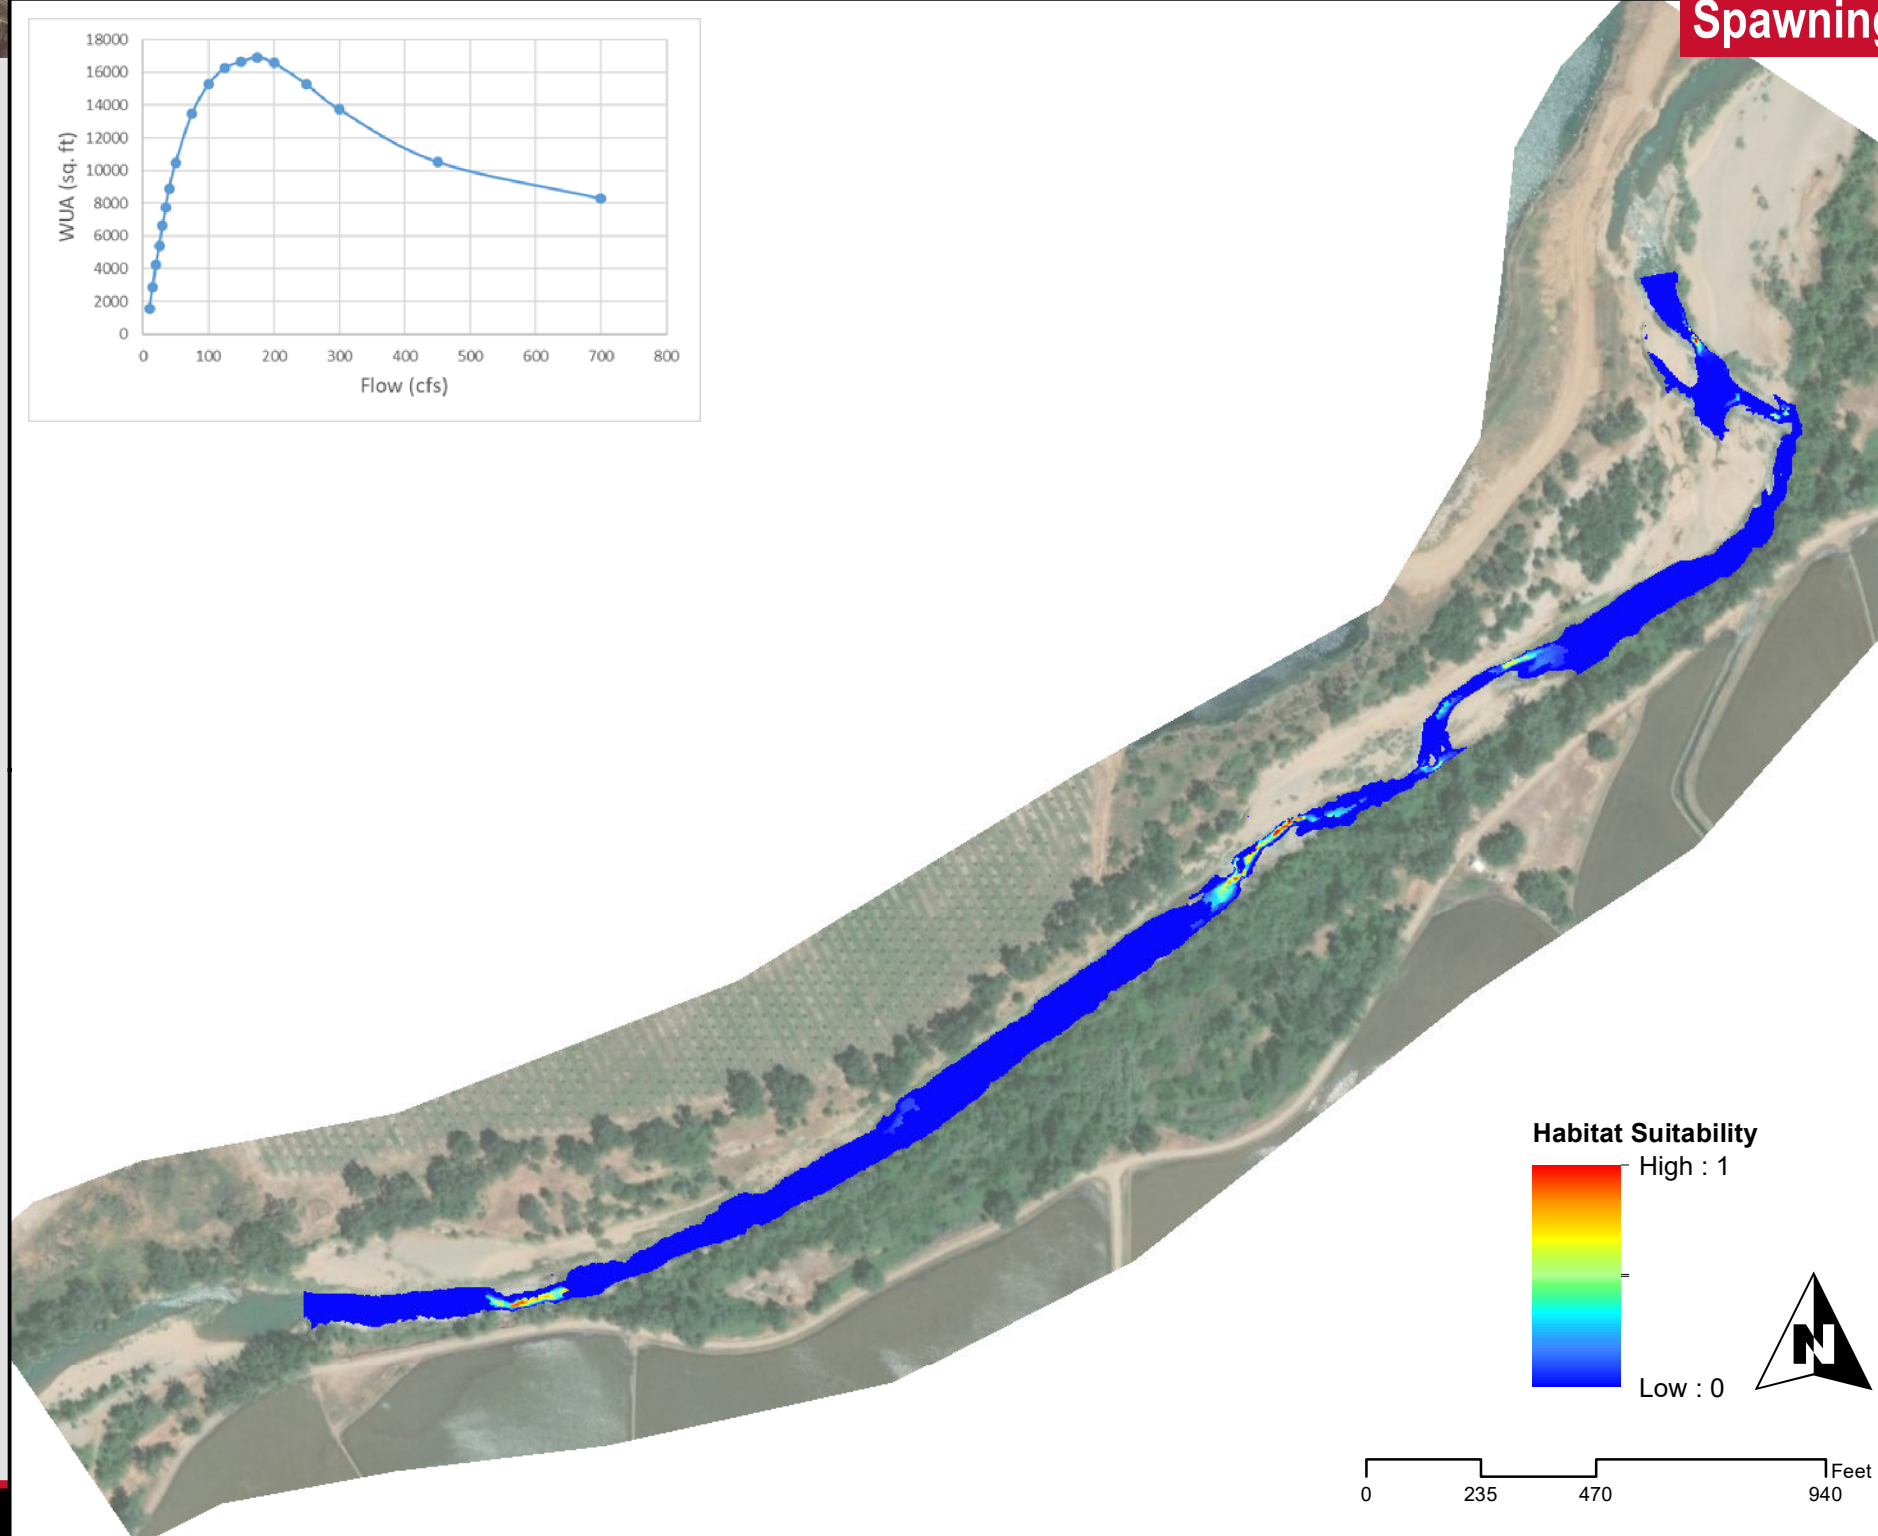 Spawning
18000
16000
14000
12000
10000
8000
6000
4000
2000
0
WUA (sq. ft)
0 100 200 300 400 500 600 700 800
Flow (cfs)
Habitat Suitability
High : 1
Low : 0
N
Feet
0 235 470 940